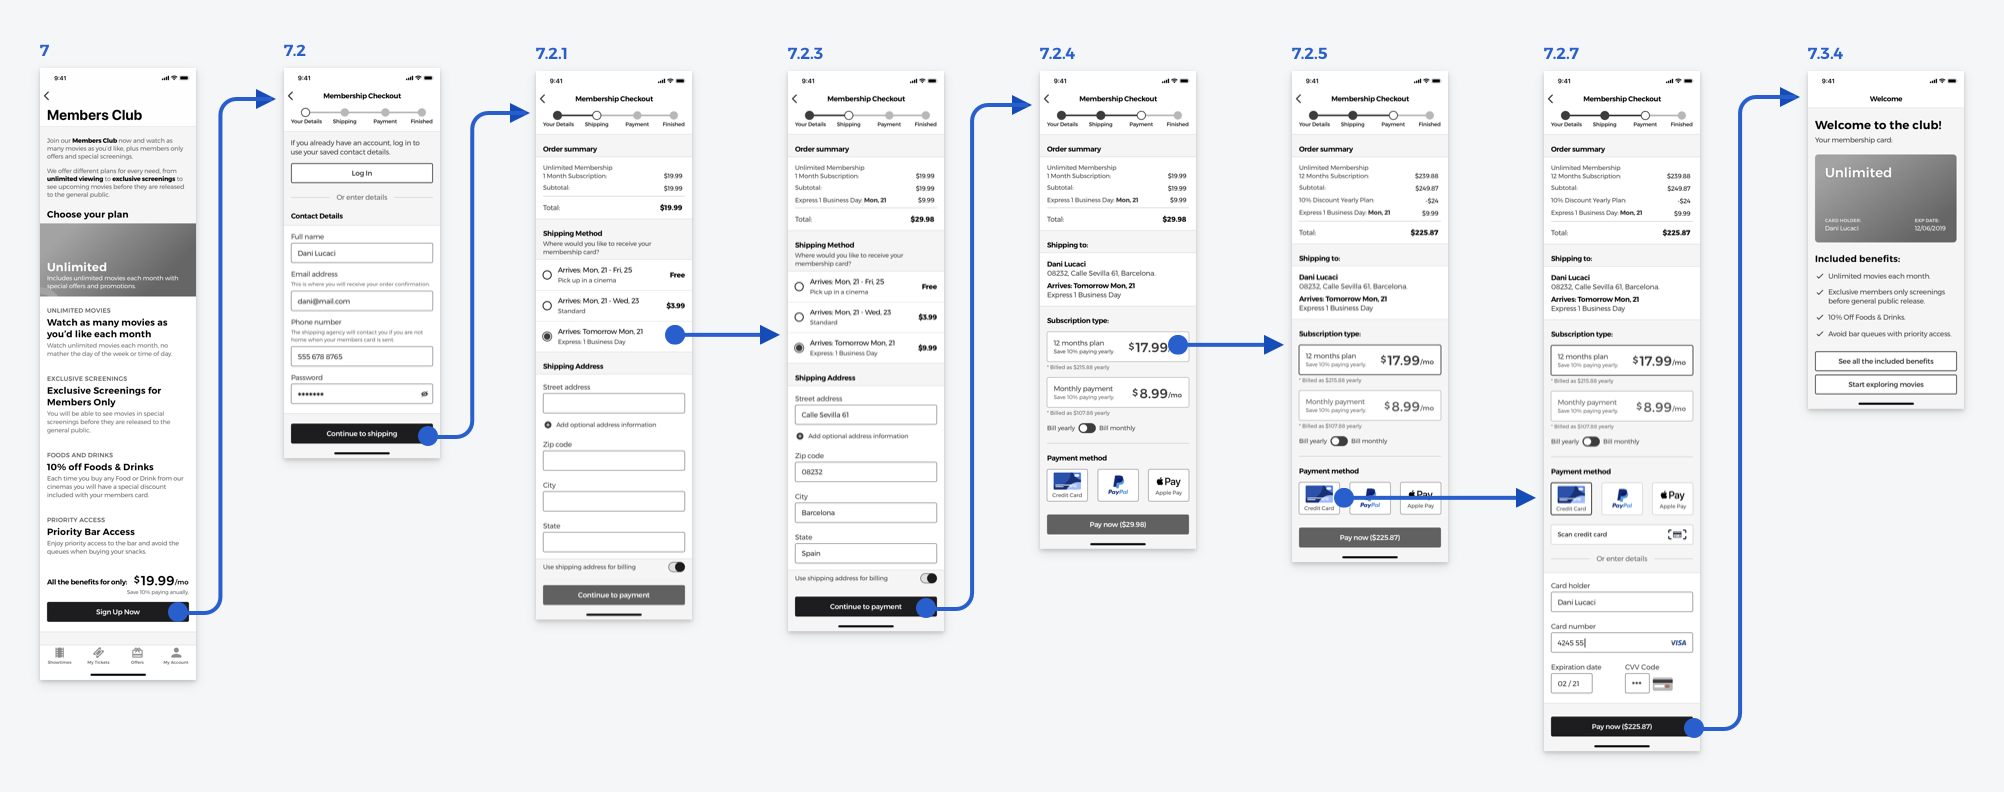 7
9:41
Members Club
Join our Members Club now and watch as
many movies as you'd like, plus members only
offers and special screenings.
We offer different plans for every need, from
unlimited viewing to exclusive screenings to
see upcoming movies before they are released
to the general public.
Choose your plan
Unlimited
Includes unlimited movies each month with
special offers and promotions.
UNLIMITED MOVIES
Watch as many movies as
you'd like each month
Watch unlimited movies each month, no
mather the day of the week or time of day.
EXCLUSIVE SCREENINGS
Exclusive Screenings for
Members Only
You will be able to see movies in special
screenings before they are released to the
general public.
FOODS AND DRINKS
10% off Foods & Drinks
Each time you buy any Food or Drink from our
cinemas you will have a special discount
included with your members card.
PRIORITY ACCESS
Priority Bar Access
Enjoy priority access to the bar and avoid the
queues when buying your snacks.
All the benefits for only: $19.99/mo
Save 10% paying anually.
Sign Up Now
Showtimes My Tickets Offers My Account
7.2
9:41
Membership Checkout
Your Details Shipping Payment Finished
If you already have an account, log in to
use your saved contact details.
Log In
Or enter details
Contact Details
Full name
Dani Lucaci
Email address
This is where you will receive your order confirmation.
dani@mail.com
Phone number
The shipping agency will contact you if you are not
home when your members card is sent.
555 678 8765
Password
*******
Continue to shipping
7.2.1
9:41
Membership Checkout
Your Details Shipping Payment Finished
Order summary
Unlimited Membership
1 Month Subscription: $19.99
Subtotal: $19.99
Total: $19.99
Shipping Method
Where would you like to receive your
membership card?
Arrives: Mon, 21 - Fri, 25
Pick up in a cinema
Free
Arrives: Mon, 21 - Wed, 23
Standard
$3.99
Arrives: Tomorrow Mon, 21
Express: 1 Business Day
Shipping Address
Street address
Add optional address information
Zip code
City
State
Use shipping address for billing
Continue to payment
7.2.3
9:41
Membership Checkout
Your Details Shipping Payment Finished
Order summary
Unlimited Membership
1 Month Subscription: $19.99
Subtotal: $19.99
Express 1 Business Day: Mon, 21 $9.99
Total: $29.98
Shipping Method
Where would you like to receive your
membership card?
Arrives: Mon, 21 - Fri, 25
Pick up in a cinema
Free
Arrives: Mon, 21 - Wed, 23
Standard
$3.99
Arrives: Tomorrow Mon, 21
Express: 1 Business Day
$9.99
Shipping Address
Street address
Calle Sevilla 61
Add optional address information
Zip code
08232
City
Barcelona
State
Spain
Use shipping address for billing
Continue to payment
7.2.4
9:41
Membership Checkout
Your Details Shipping Payment Finished
Order summary
Unlimited Membership
1 Month Subscription: $19.99
Subtotal: $19.99
Express 1 Business Day: Mon, 21 $9.99
Total: $29.98
Shipping to:
Dani Lucaci
08232, Calle Sevilla 61, Barcelona.
Arrives: Tomorrow Mon, 21
Express 1 Business Day
Subscription type:
12 months plan
Save 10% paying yearly.
$17.99
* Billed as $215.88 yearly
Monthly payment
Save 10% paying yearly.
$8.99/mo
* Billed as $107.88 yearly
Bill yearly Bill monthly
Payment method
Credit Card
PayPal
Pay
Apple Pay
Pay now ($29.98)
7.2.5
9:41
Membership Checkout
Your Details Shipping Payment Finished
Order summary
Unlimited Membership
12 Months Subscription: $239.88
Subtotal: $249.87
10% Discount Yearly Plan -$24
Express 1 Business Day: Mon, 21 $9.99
Total: $225.87
Shipping to:
Dani Lucaci
08232, Calle Sevilla 61, Barcelona.
Arrives: Tomorrow Mon, 21
Express 1 Business Day
Subscription type:
12 months plan
Save 10% paying yearly.
$17.99/mo
* Billed as $215.88 yearly
Monthly payment
Save 10% paying yearly.
$8.99/mo
* Billed as $107.88 yearly
Bill yearly Bill monthly
Payment method
Credit Card
PayPal
Pay
Apple Pay
Pay now ($225.87)
7.2.7
9:41
Membership Checkout
Your Details Shipping Payment Finished
Order summary
Unlimited Membership
12 Months Subscription: $239.88
Subtotal: $249.87
10% Discount Yearly Plan -$24
Express 1 Business Day: Mon, 21 $9.99
Total: $225.87
Shipping to:
Dani Lucaci
08232, Calle Sevilla 61, Barcelona.
Arrives: Tomorrow Mon, 21
Express 1 Business Day
Subscription type:
12 months plan
Save 10% paying yearly.
$17.99/mo
* Billed as $215.88 yearly
Monthly payment
Save 10% paying yearly.
$8.99/mo
* Billed as $107.88 yearly
Bill yearly Bill monthly
Payment method
Credit Card
PayPal
Pay
Apple Pay
Scan credit card
Or enter details
Card holder
Dani Lucaci
Card number
4245 55
VISA
Expiration date CVV Code
02 / 21 ***
Pay now ($225.87)
7.3.4
9:41
Welcome
Welcome to the club!
Your membership card:
Unlimited
CARD HOLDER: EXP DATE:
Dani Lucaci 12/06/2019
Included benefits:
Unlimited movies each month.
Exclusive members only screenings
before general public release.
10% Off Foods & Drinks.
Avoid bar queues with priority access.
See all the included benefits
Start exploring movies